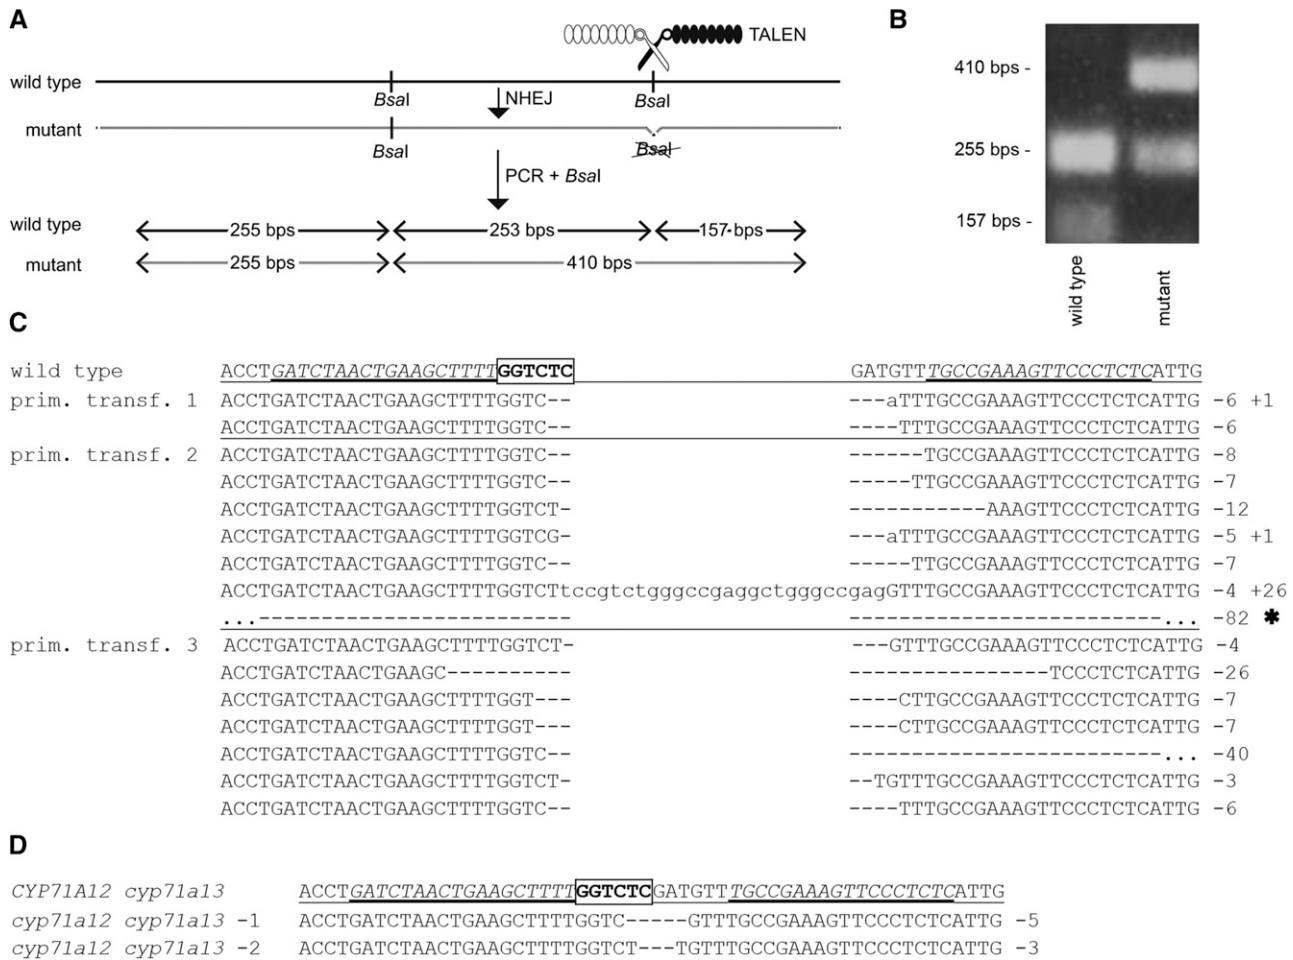 A
TALEN
wild type
BsaI
BsaI
NHEJ
mutant
BsaI
BsaI
PCR + BsaI
wild type
255 bps
253 bps
157 bps
mutant
255 bps
410 bps
B
410 bps -
255 bps -
157 bps -
wild type
mutant
C
wild type ACCTGATCTAACTGAAGCTTTTGGTCTC GATGTTTGCCGAAAGTTCCCTCTCATTG
prim. transf. 1 ACCTGATCTAACTGAAGCTTTTGGTC-- ---aTTTGCCGAAAGTTCCCTCTCATTG -6 +1
ACCTGATCTAACTGAAGCTTTTGGTC-- ----TTTGCCGAAAGTTCCCTCTCATTG -6
prim. transf. 2 ACCTGATCTAACTGAAGCTTTTGGTC-- ------TGCCGAAAGTTCCCTCTCATTG -8
ACCTGATCTAACTGAAGCTTTTGGTC-- -----TTGCCGAAAGTTCCCTCTCATTG -7
ACCTGATCTAACTGAAGCTTTTGGTCT- -----------AAAGTTCCCTCTCATTG -12
ACCTGATCTAACTGAAGCTTTTGGTCG- ---aTTTGCCGAAAGTTCCCTCTCATTG -5 +1
ACCTGATCTAACTGAAGCTTTTGGTC-- -----TTGCCGAAAGTTCCCTCTCATTG -7
ACCTGATCTAACTGAAGCTTTTGGTCTtccgtctgggccgaggctgggccgagGTTTGCCGAAAGTTCCCTCTCATTG -4 +26
...------------------------- -------------------------... -82 ✱
prim. transf. 3 ACCTGATCTAACTGAAGCTTTTGGTCT- ---GTTTGCCGAAAGTTCCCTCTCATTG -4
ACCTGATCTAACTGAAGC---------- ----------------TCCCTCTCATTG -26
ACCTGATCTAACTGAAGCTTTTGGT--- ----CTTGCCGAAAGTTCCCTCTCATTG -7
ACCTGATCTAACTGAAGCTTTTGGT--- ----CTTGCCGAAAGTTCCCTCTCATTG -7
ACCTGATCTAACTGAAGCTTTTGGTC-- -------------------------... -40
ACCTGATCTAACTGAAGCTTTTGGTCT- --TGTTTGCCGAAAGTTCCCTCTCATTG -3
ACCTGATCTAACTGAAGCTTTTGGTC-- ----TTTGCCGAAAGTTCCCTCTCATTG -6
D
CYP71A12 cyp71a13 ACCTGATCTAACTGAAGCTTTTGGTCTCGATGTTTGCCGAAAGTTCCCTCTCATTG
cyp71a12 cyp71a13 -1 ACCTGATCTAACTGAAGCTTTTGGTC-----GTTTGCCGAAAGTTCCCTCTCATTG -5
cyp71a12 cyp71a13 -2 ACCTGATCTAACTGAAGCTTTTGGTCT---TGTTTGCCGAAAGTTCCCTCTCATTG -3